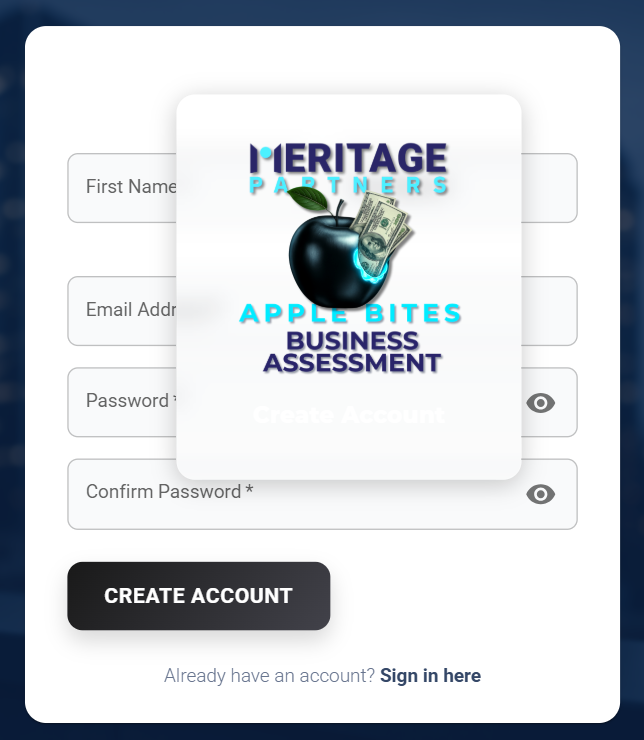 MERITAGE
PARTNERS
First Name
Email Addr
APPLE BITES
BUSINESS
ASSESSMENT
Password *
Create Account
Confirm Password *
CREATE ACCOUNT
Already have an account? Sign in here